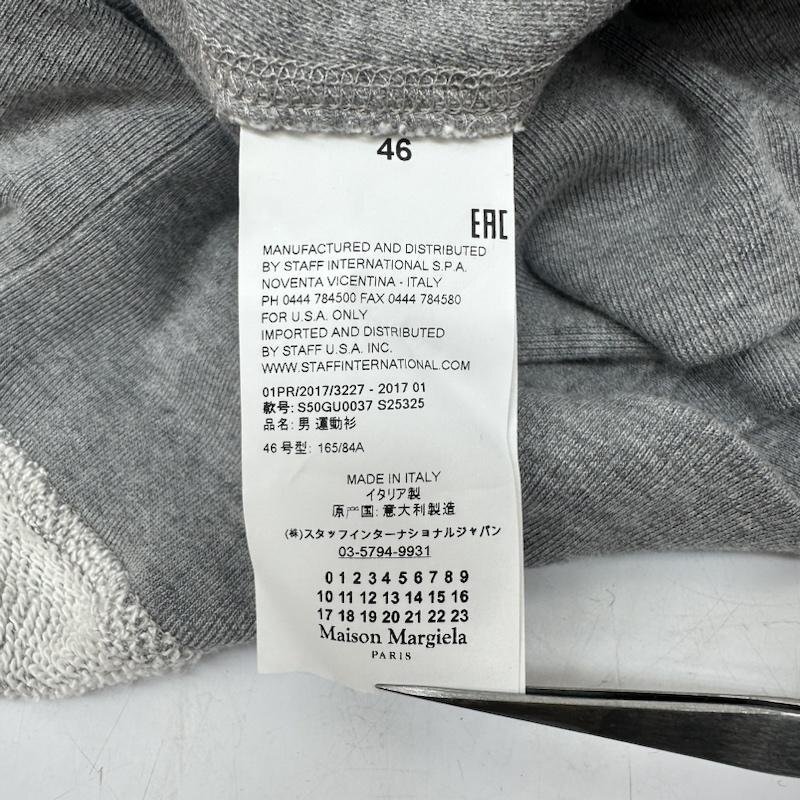 46
EAC
MANUFACTURED AND DISTRIBUTED
BY STAFF INTERNATIONAL S.P.A.
NOVENTA VICENTINA - ITALY
PH 0444 784500 FAX 0444 784580
FOR U.S.A. ONLY
IMPORTED AND DISTRIBUTED
BY STAFF U.S.A. INC.
WWW.STAFFINTERNATIONAL.COM
01PR/2017/3227 - 2017 01
款号: S50GU0037 S25325
品名: 男 運動衫
46 号型: 165/84A
MADE IN ITALY
イタリア製
原产国: 意大利製造
(株)スタッフインターナショナルジャパン
03-5794-9931
0 1 2 3 4 5 6 7 8 9
10 11 12 13 14 15 16
17 18 19 20 21 22 23
Maison Margiela
PARIS